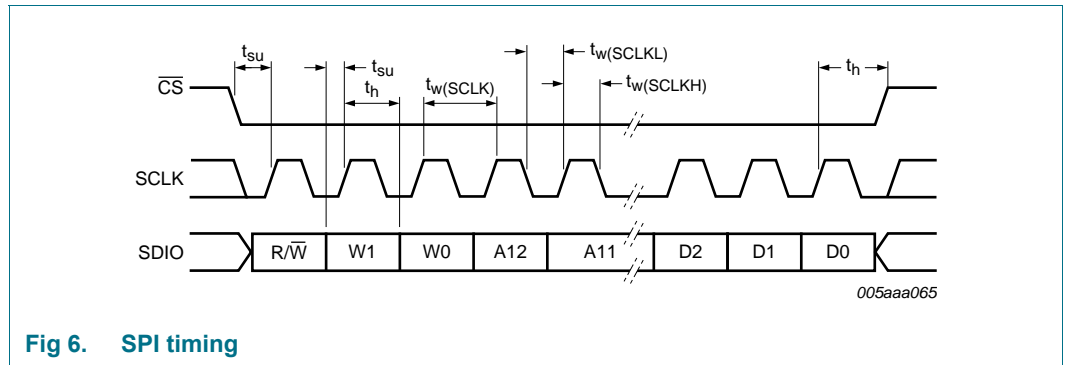 tsu
tsu
th
tw(SCLK)
tw(SCLKL)
tw(SCLKH)
th
CS
SCLK
SDIO
R/W W1 W0 A12 A11 D2 D1 D0
005aaa065
Fig 6. SPI timing